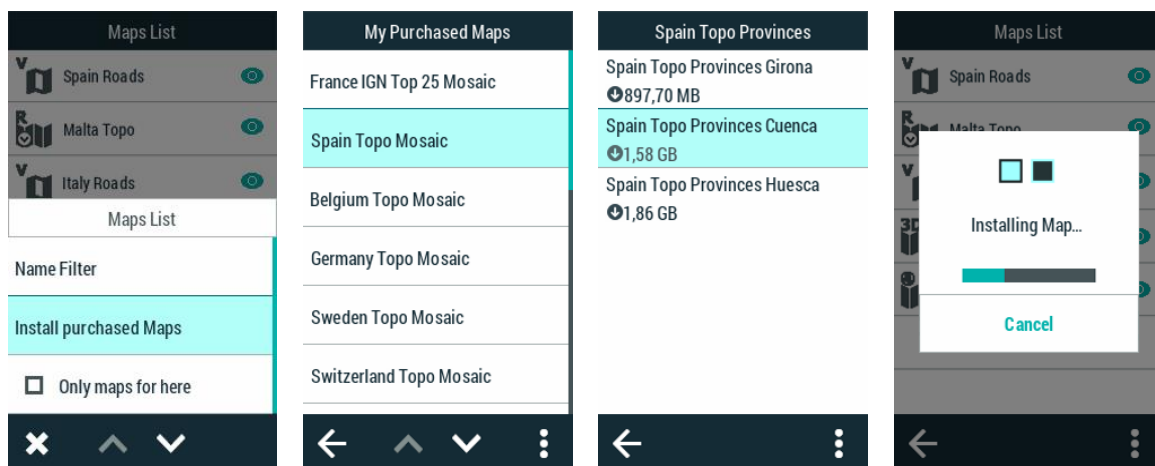 Maps List
V
Spain Roads
R
Malta Topo
V
Italy Roads
Maps List
Name Filter
Install purchased Maps
Only maps for here
My Purchased Maps
France IGN Top 25 Mosaic
Spain Topo Mosaic
Belgium Topo Mosaic
Germany Topo Mosaic
Sweden Topo Mosaic
Switzerland Topo Mosaic
Spain Topo Provinces
Spain Topo Provinces Girona
897,70 MB
Spain Topo Provinces Cuenca
1,58 GB
Spain Topo Provinces Huesca
1,86 GB
Maps List
V
Spain Roads
R
Malta Topo
V
3D
Installing Map...
Cancel